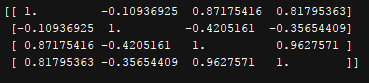 [[ 1.         -0.10936925  0.87175416  0.81795363]
 [-0.10936925  1.         -0.4205161  -0.35654409]
 [ 0.87175416 -0.4205161   1.          0.9627571 ]
 [ 0.81795363 -0.35654409  0.9627571   1.        ]]